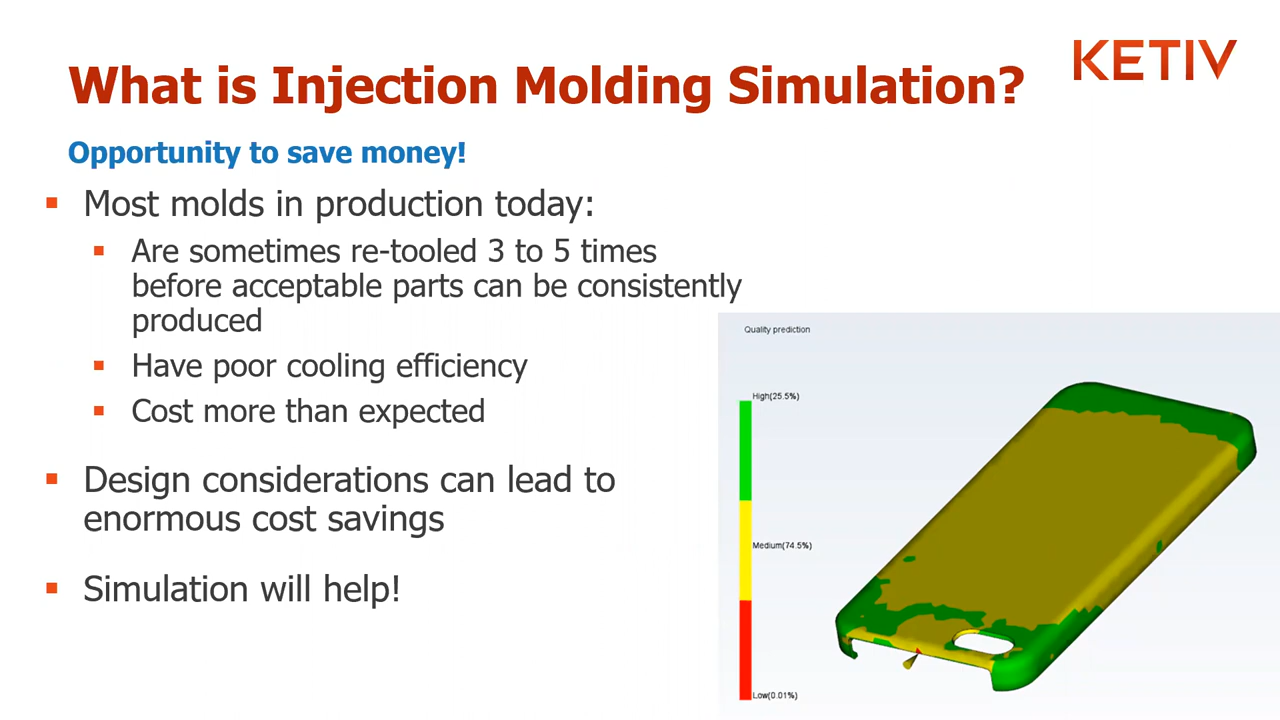 KETIV
What is Injection Molding Simulation?
Opportunity to save money!
Most molds in production today:
Are sometimes re-tooled 3 to 5 times
before acceptable parts can be consistently
produced
Have poor cooling efficiency
Cost more than expected
Design considerations can lead to
enormous cost savings
Simulation will help!
Quality prediction
High(25.5%)
Medium(74.5%)
Low(0.01%)